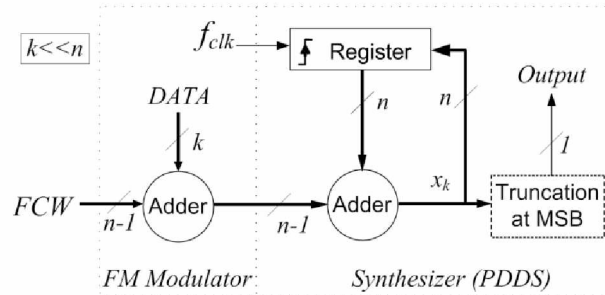 k<<n
f_clk
Register
DATA
k
n
n
Output
1
FCW
n-1
Adder
n-1
Adder
x_k
Truncation
at MSB
FM Modulator
Synthesizer (PDDS)